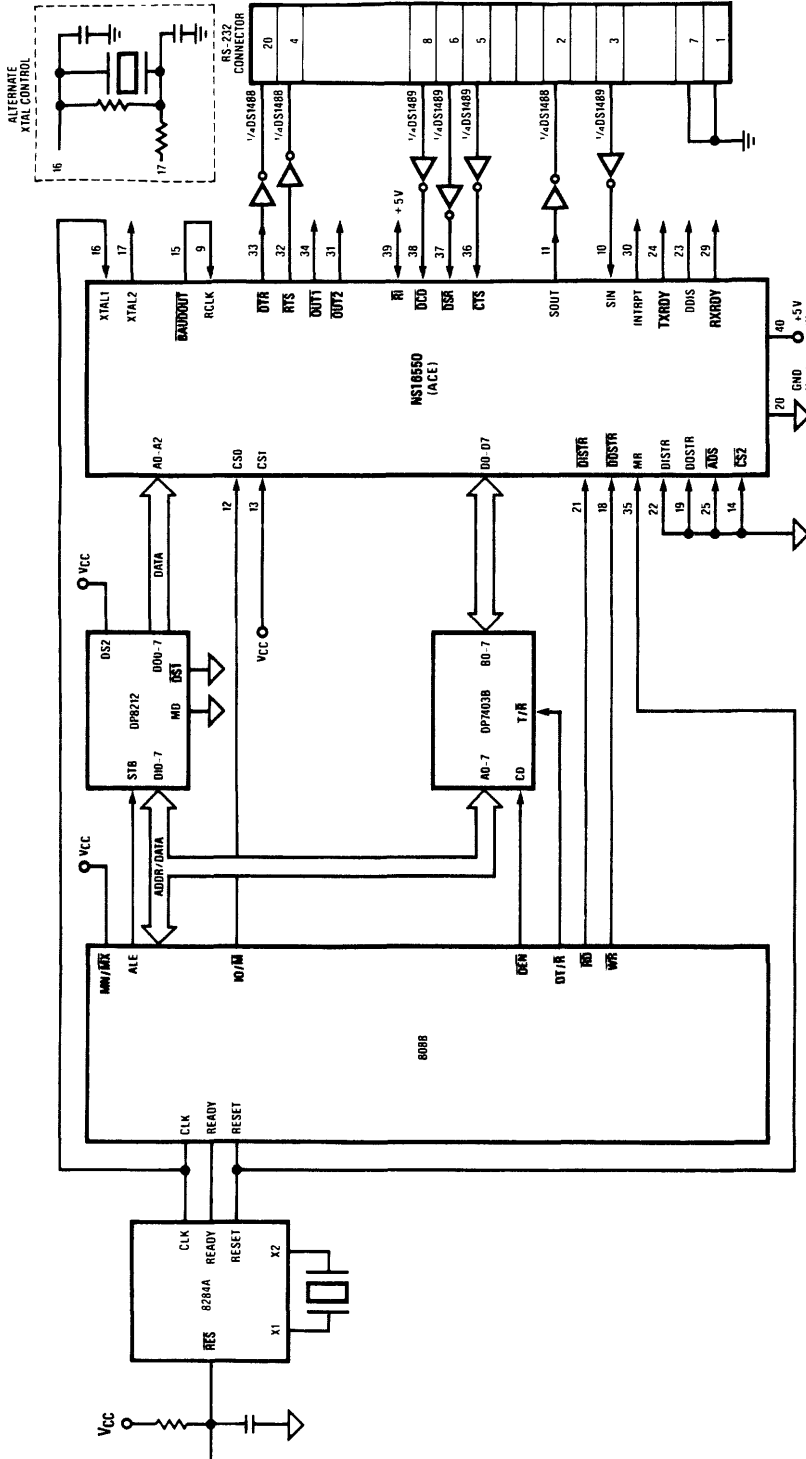 ALTERNATE
XTAL CONTROL
16
17
RS-232
CONNECTOR
20
4
8
6
5
2
3
7
1
1/4DS1488
1/4DS1488
1/4DS1489
1/4DS1489
1/4DS1489
1/4DS1488
1/4DS1489
+5V
16
17
15
9
33
32
34
31
39
38
37
36
11
10
30
24
23
29
XTAL1
XTAL2
BAUDOUT
RCLK
DTR
RTS
OUT1
OUT2
RI
DCD
DSR
CTS
SOUT
SIN
INTRPT
TXRDY
DDIS
RXRDY
NS16550
(ACE)
40
+5V
20
GND
A0-A2
CS0
CS1
D0-D7
DISTR
DOSTR
MR
DISTR
DOSTR
ADS
CS2
12
13
21
18
35
22
19
25
14
VCC
DATA
VCC
DS2
DOU-7
DS1
DP8212
MD
STB
DIO-7
B0-7
DP7403B
T/R
A0-7
CD
VCC
ADDR/DATA
MN/MX
ALE
IO/M
DEN
DT/R
RD
WR
8088
CLK
READY
RESET
CLK
READY
RESET
8284A
X2
X1
RES
VCC